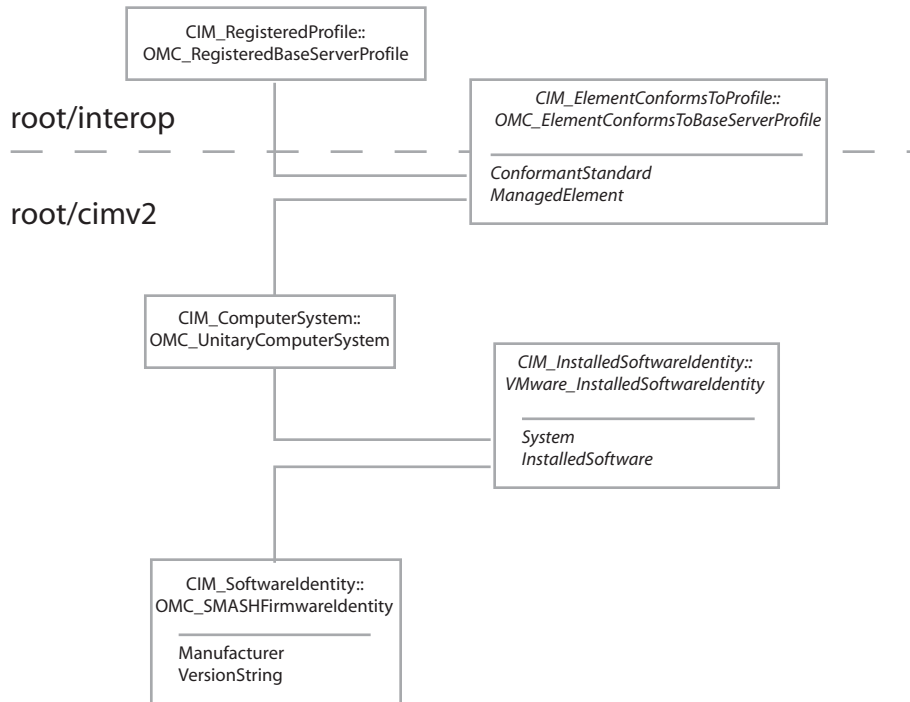 CIM_RegisteredProfile::
OMC_RegisteredBaseServerProfile
CIM_ElementConformsToProfile::
OMC_ElementConformsToBaseServerProfile
root/interop
ConformantStandard
ManagedElement
root/cimv2
CIM_ComputerSystem::
OMC_UnitaryComputerSystem
CIM_InstalledSoftwareIdentity::
VMware_InstalledSoftwareIdentity
System
InstalledSoftware
CIM_SoftwareIdentity::
OMC_SMASHFirmwareIdentity
Manufacturer
VersionString